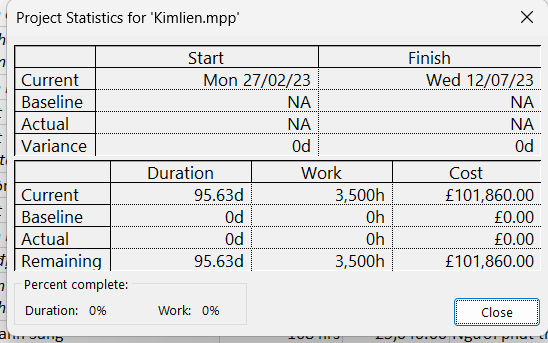 Project Statistics for 'Kimlien.mpp'
Start Finish
Current Mon 27/02/23 Wed 12/07/23
Baseline NA NA
Actual NA NA
Variance 0d 0d
Duration Work Cost
Current 95.63d 3,500h £101,860.00
Baseline 0d 0h £0.00
Actual 0d 0h £0.00
Remaining 95.63d 3,500h £101,860.00
Percent complete:
Duration: 0% Work: 0%
Close